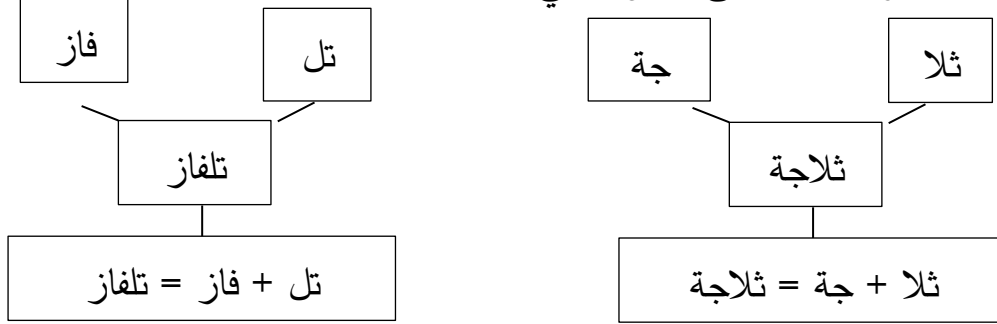 ثلا
جة
تل
فاز
ثلاجة
تلفاز
ثلا + جة = ثلاجة
تل + فاز = تلفاز